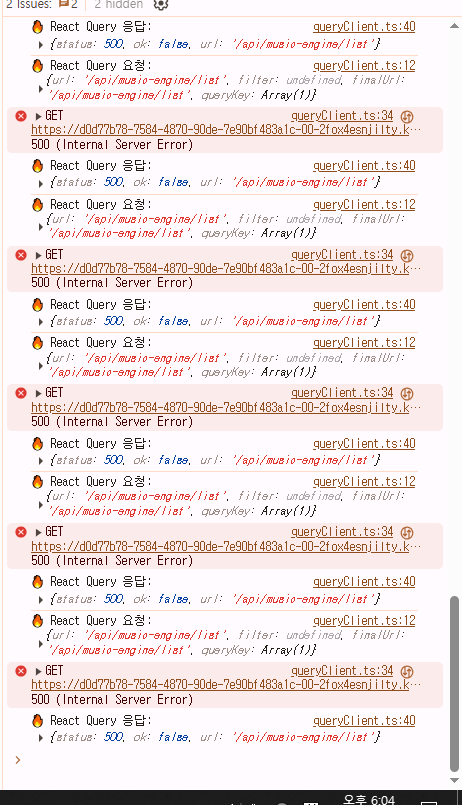 2 Issues: 2 2 hidden
🔥 React Query 응답: queryClient.ts:40
▶ {status: 500, ok: false, url: '/api/music-engine/list'}
🔥 React Query 요청: queryClient.ts:12
{url: '/api/music-engine/list', filter: undefined, finalUrl:
▶ '/api/music-engine/list', queryKey: Array(1)}
▶GET queryClient.ts:34
https://d0d77b78-7584-4870-90de-7e90bf483a1c-00-2fox4esnjilty.k…
500 (Internal Server Error)
🔥 React Query 응답: queryClient.ts:40
▶ {status: 500, ok: false, url: '/api/music-engine/list'}
🔥 React Query 요청: queryClient.ts:12
{url: '/api/music-engine/list', filter: undefined, finalUrl:
▶ '/api/music-engine/list', queryKey: Array(1)}
▶GET queryClient.ts:34
https://d0d77b78-7584-4870-90de-7e90bf483a1c-00-2fox4esnjilty.k…
500 (Internal Server Error)
🔥 React Query 응답: queryClient.ts:40
▶ {status: 500, ok: false, url: '/api/music-engine/list'}
🔥 React Query 요청: queryClient.ts:12
{url: '/api/music-engine/list', filter: undefined, finalUrl:
▶ '/api/music-engine/list', queryKey: Array(1)}
▶GET queryClient.ts:34
https://d0d77b78-7584-4870-90de-7e90bf483a1c-00-2fox4esnjilty.k…
500 (Internal Server Error)
🔥 React Query 응답: queryClient.ts:40
▶ {status: 500, ok: false, url: '/api/music-engine/list'}
🔥 React Query 요청: queryClient.ts:12
{url: '/api/music-engine/list', filter: undefined, finalUrl:
▶ '/api/music-engine/list', queryKey: Array(1)}
▶GET queryClient.ts:34
https://d0d77b78-7584-4870-90de-7e90bf483a1c-00-2fox4esnjilty.k…
500 (Internal Server Error)
🔥 React Query 응답: queryClient.ts:40
▶ {status: 500, ok: false, url: '/api/music-engine/list'}
🔥 React Query 요청: queryClient.ts:12
{url: '/api/music-engine/list', filter: undefined, finalUrl:
▶ '/api/music-engine/list', queryKey: Array(1)}
▶GET queryClient.ts:34
https://d0d77b78-7584-4870-90de-7e90bf483a1c-00-2fox4esnjilty.k…
500 (Internal Server Error)
🔥 React Query 응답: queryClient.ts:40
▶ {status: 500, ok: false, url: '/api/music-engine/list'}
>
오후 6:04